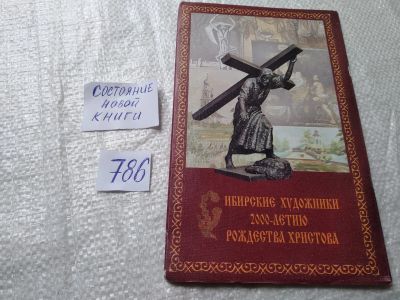 Состояние
новой
книги
786
Сибирские художники
2000-летию
Рождества Христова